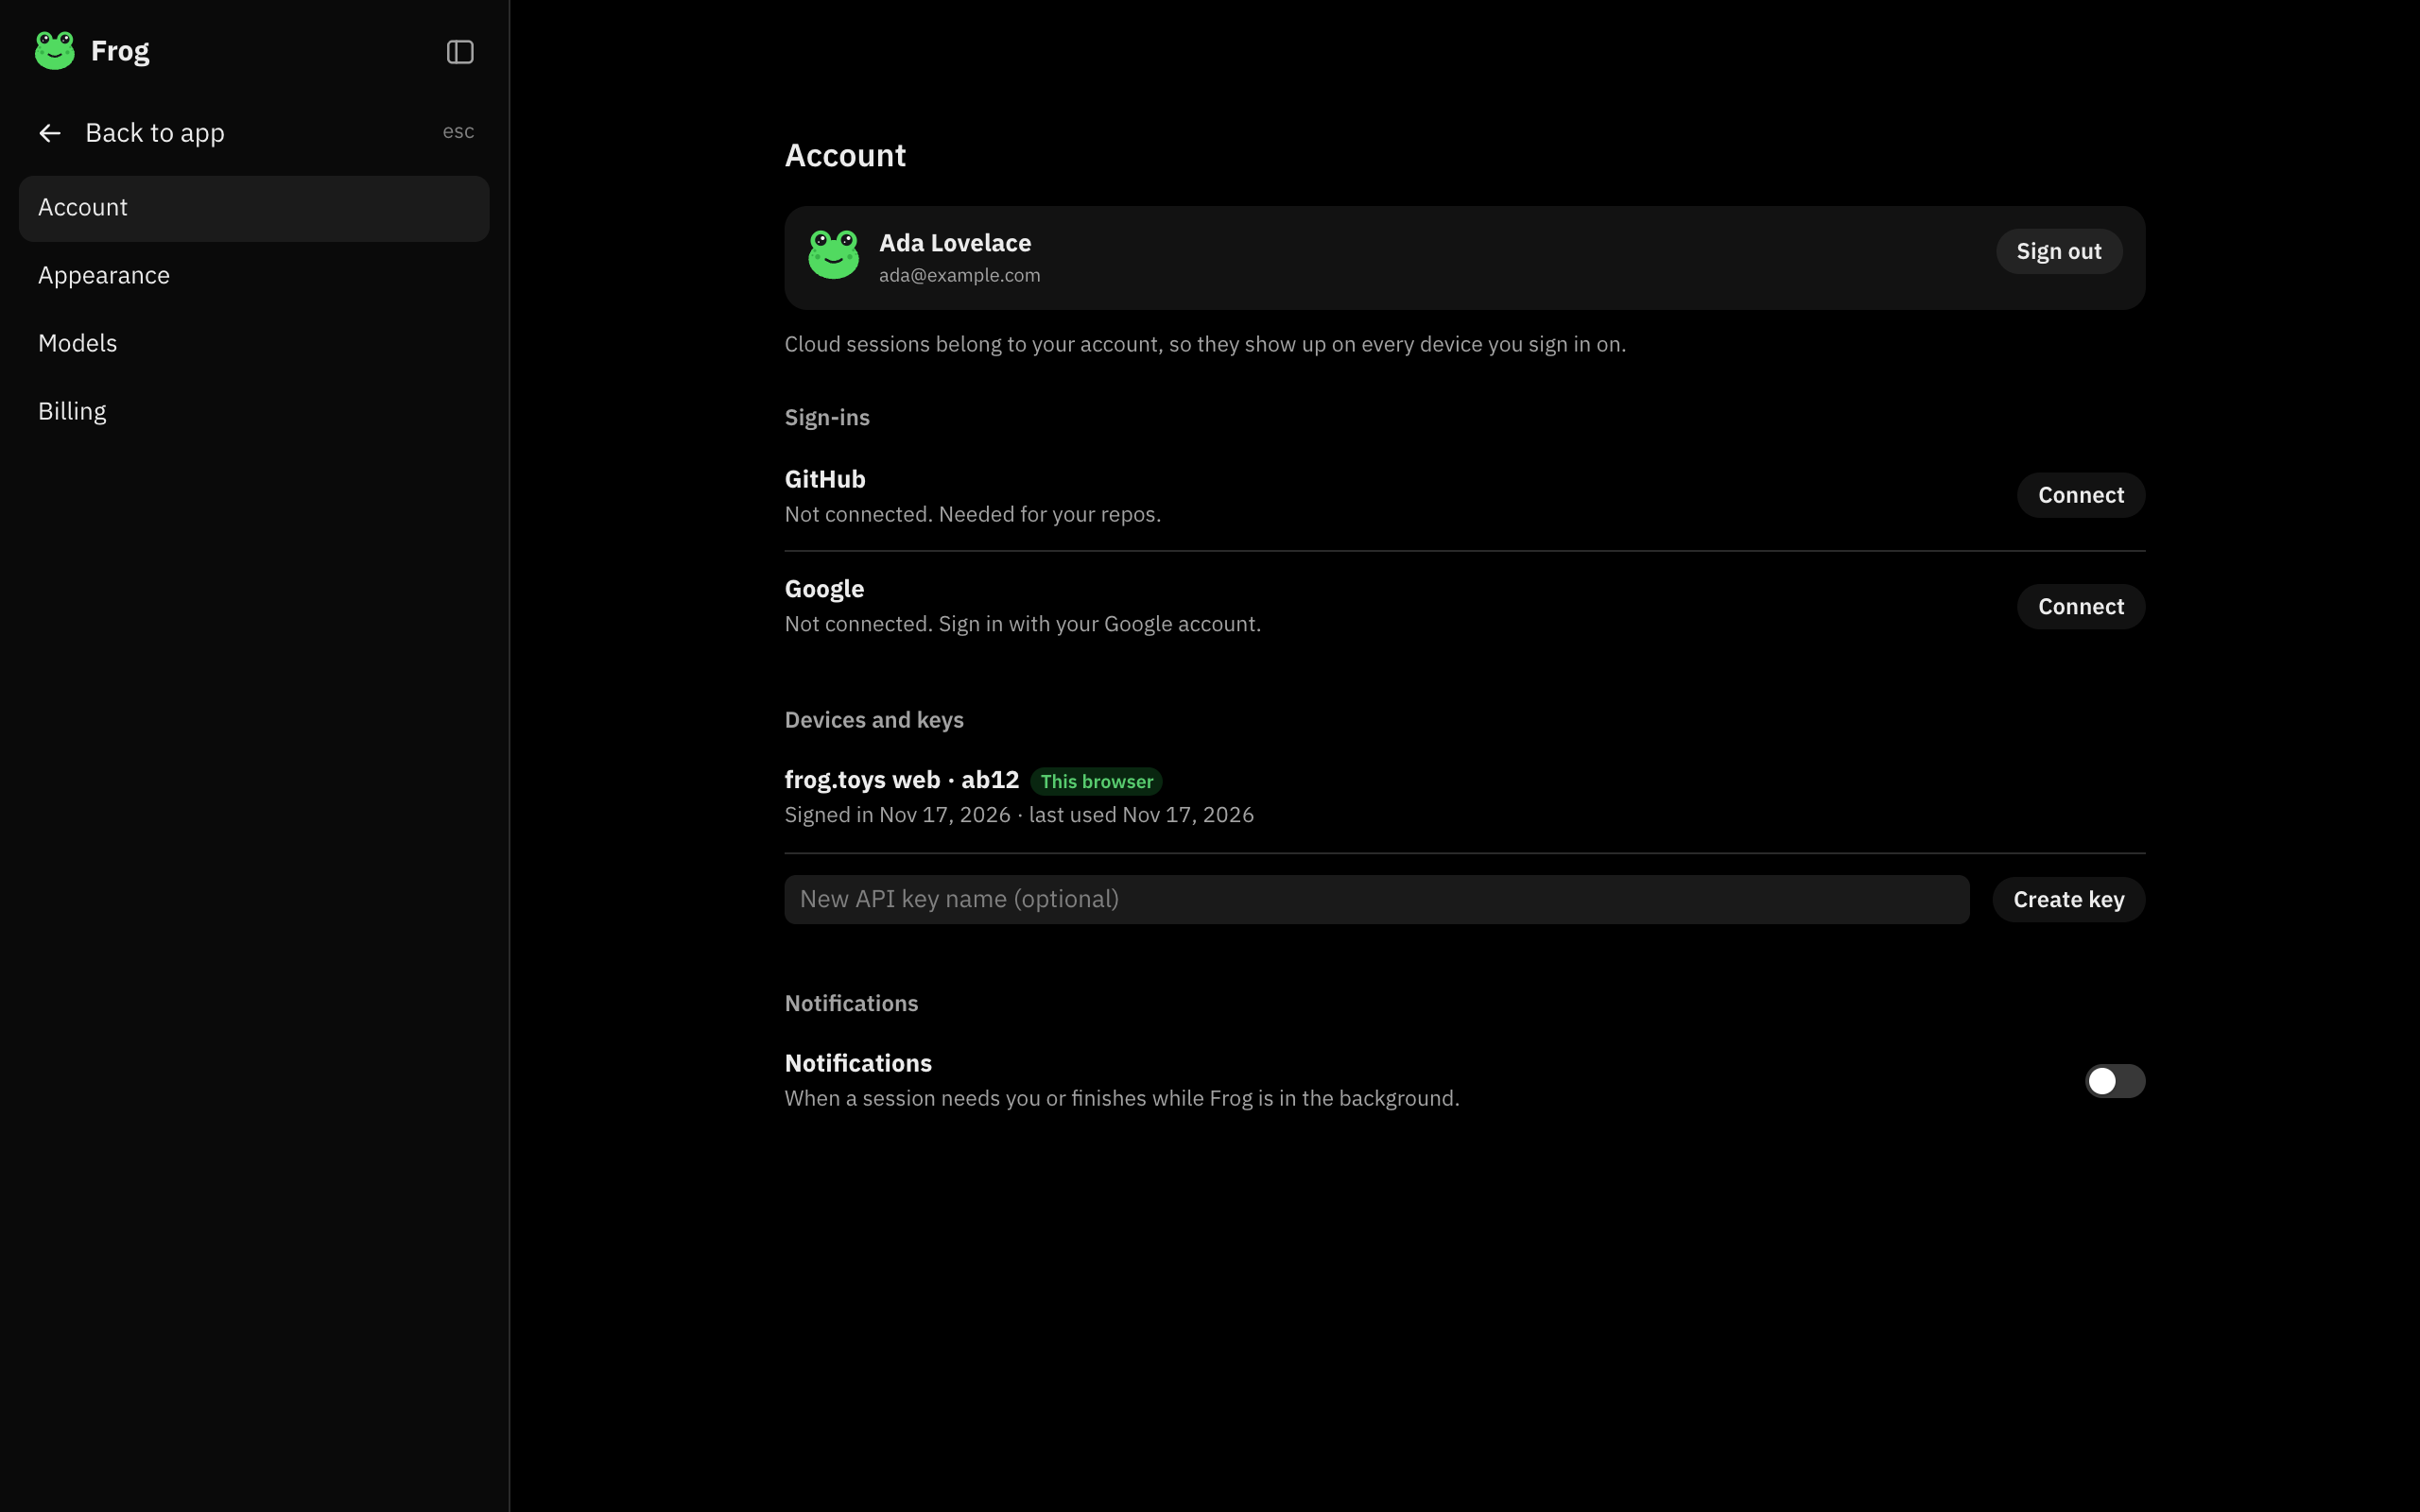 Frog
Back to app
esc
Account
Appearance
Models
Billing
Account
Ada Lovelace
ada@example.com
Sign out
Cloud sessions belong to your account, so they show up on every device you sign in on.
Sign-ins
GitHub
Not connected. Needed for your repos.
Connect
Google
Not connected. Sign in with your Google account.
Connect
Devices and keys
frog.toys web · ab12 This browser
Signed in Nov 17, 2026 · last used Nov 17, 2026
New API key name (optional)
Create key
Notifications
Notifications
When a session needs you or finishes while Frog is in the background.